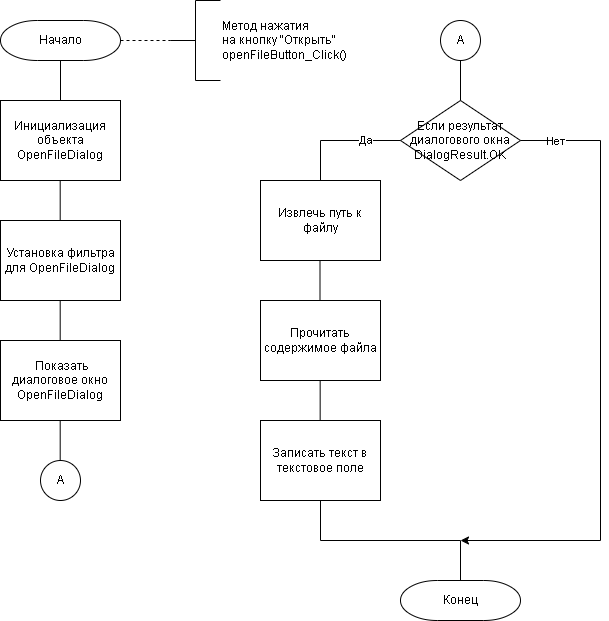 Начало
Метод нажатия
на кнопку "Открыть"
openFileButton_Click()
Инициализация
объекта
OpenFileDialog
Установка фильтра
для OpenFileDialog
Показать
диалоговое окно
OpenFileDialog
А
А
Если результат
диалогового окна
DialogResult.OK
Да
Нет
Извлечь путь к
файлу
Прочитать
содержимое файла
Записать текст в
текстовое поле
Конец